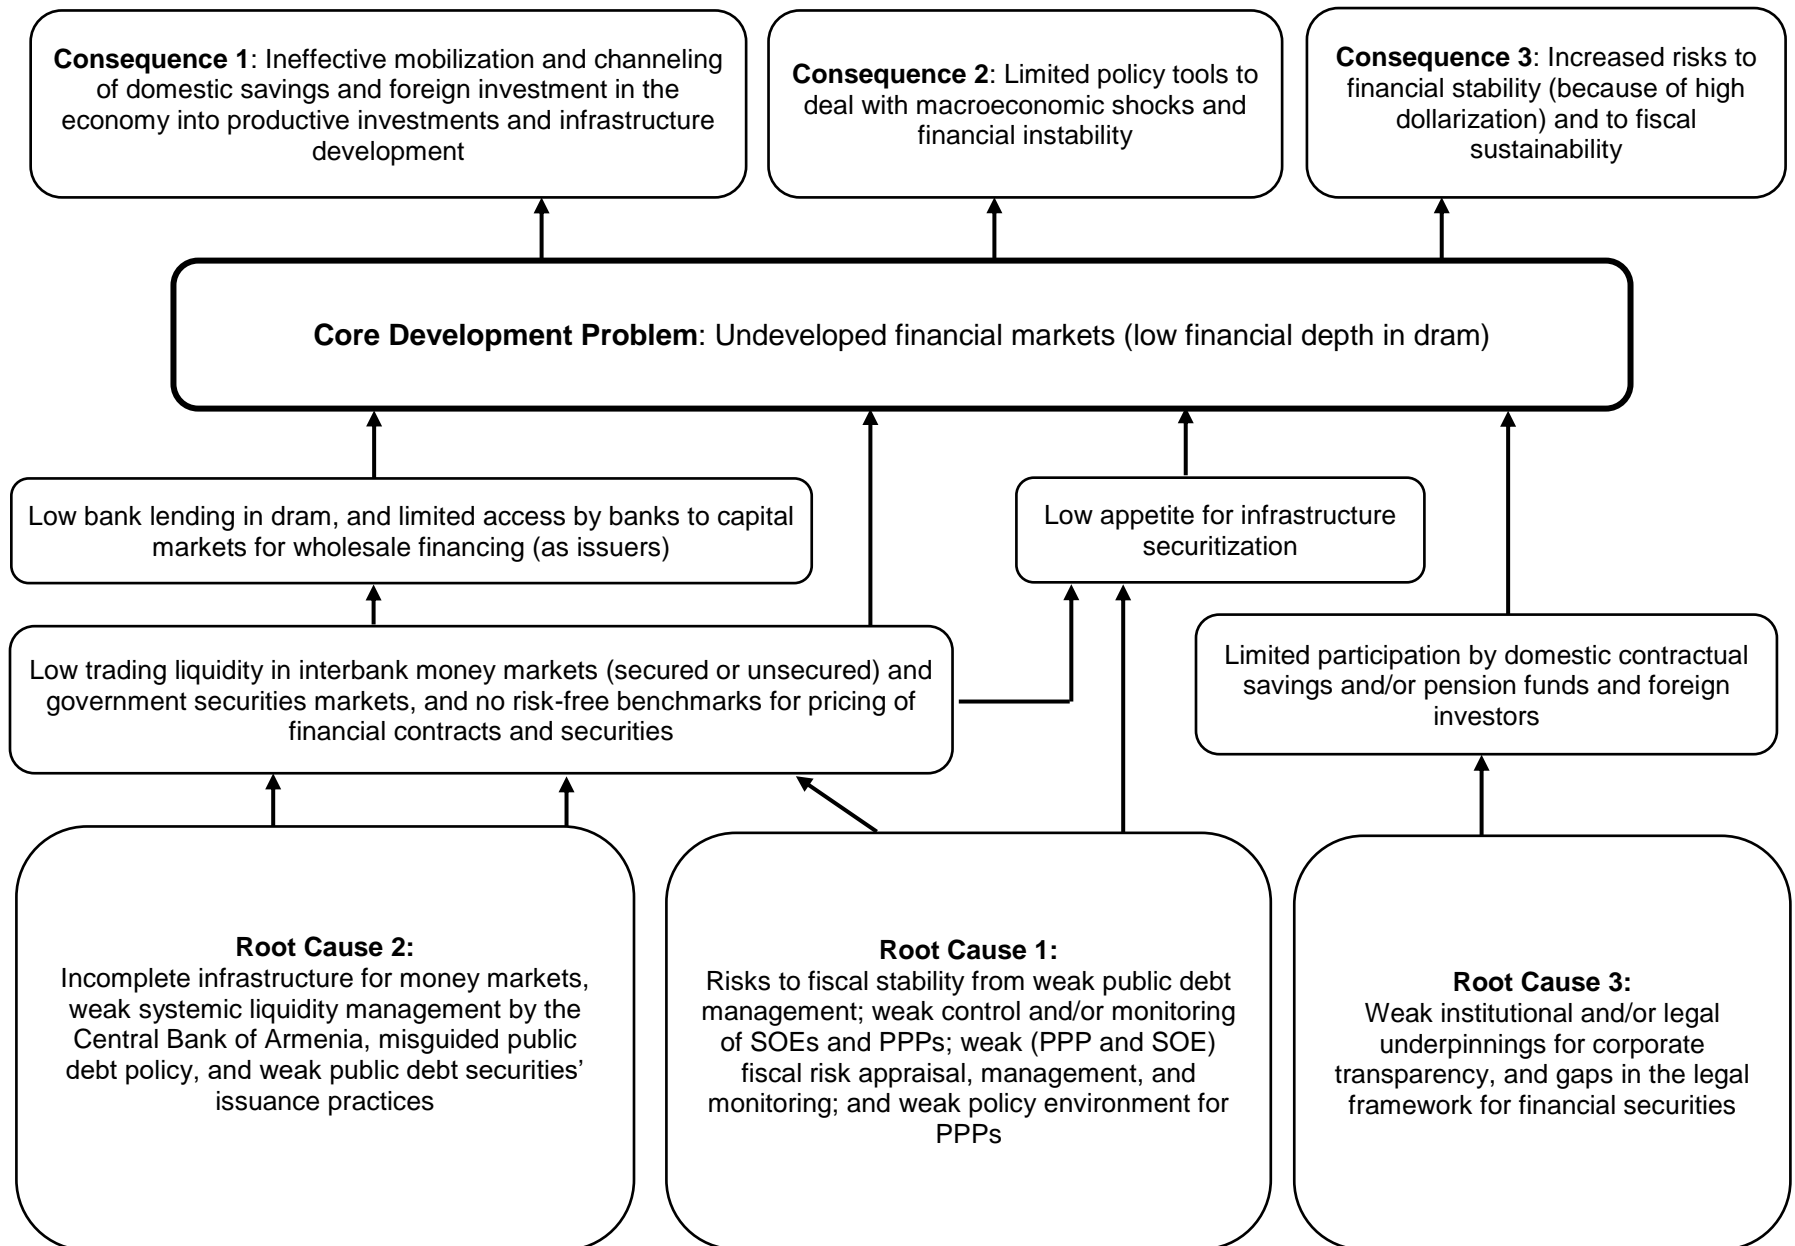 Consequence 1: Ineffective mobilization and channeling
of domestic savings and foreign investment in the
economy into productive investments and infrastructure
development
Consequence 2: Limited policy tools to
deal with macroeconomic shocks and
financial instability
Consequence 3: Increased risks to
financial stability (because of high
dollarization) and to fiscal
sustainability
Core Development Problem: Undeveloped financial markets (low financial depth in dram)
Low bank lending in dram, and limited access by banks to capital
markets for wholesale financing (as issuers)
Low appetite for infrastructure
securitization
Low trading liquidity in interbank money markets (secured or unsecured) and
government securities markets, and no risk-free benchmarks for pricing of
financial contracts and securities
Limited participation by domestic contractual
savings and/or pension funds and foreign
investors
Root Cause 2:
Incomplete infrastructure for money markets,
weak systemic liquidity management by the
Central Bank of Armenia, misguided public
debt policy, and weak public debt securities’
issuance practices
Root Cause 1:
Risks to fiscal stability from weak public debt
management; weak control and/or monitoring
of SOEs and PPPs; weak (PPP and SOE)
fiscal risk appraisal, management, and
monitoring; and weak policy environment for
PPPs
Root Cause 3:
Weak institutional and/or legal
underpinnings for corporate
transparency, and gaps in the legal
framework for financial securities